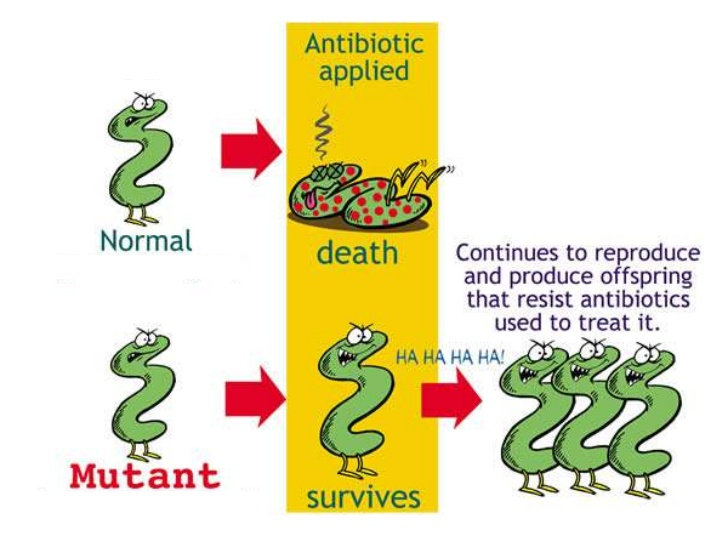 Antibiotic
applied
Normal
death
Continues to reproduce
and produce offspring
that resist antibiotics
used to treat it.
HA HA HA HA!
Mutant
survives